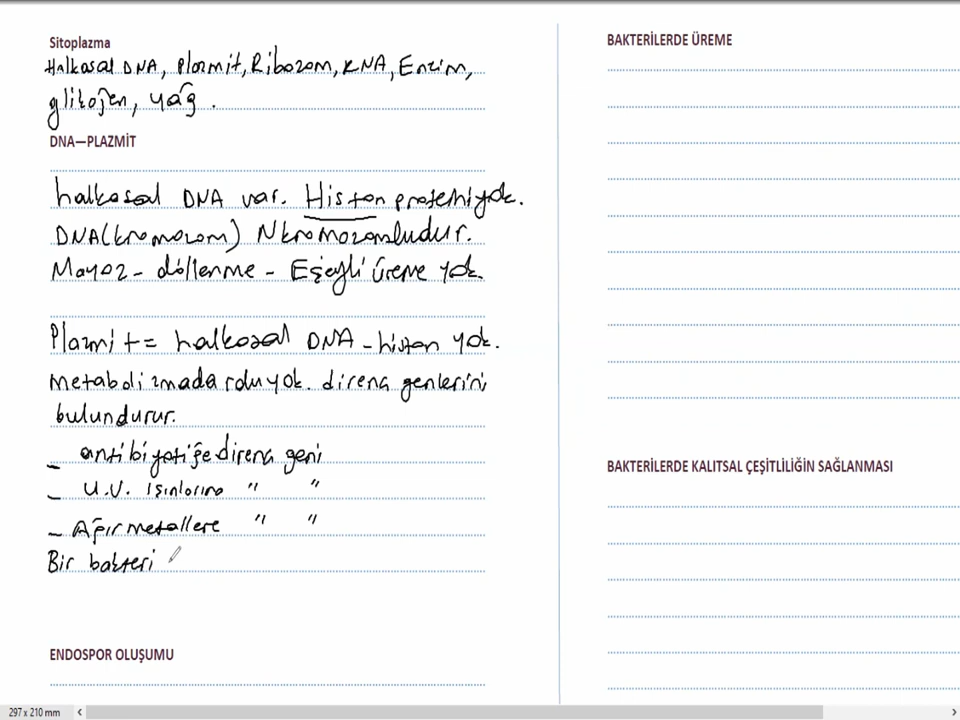 Sitoplazma
Halkasal DNA, Plazmit, Ribozom, RNA, Enzim,
glikojen, yağ.
DNA—PLAZMİT
halkasal DNA var. Histon proteini yok.
DNA(kromozom) N kromozomludur.
Mayoz - döllenme - Eşeyli üreme yok.
Plazmit = halkasal DNA - histon yok.
metabolizmada rolu yok. direnç genlerini
bulundurur.
- antibiyotiğe direnç geni
- U.V. ışınlarına " "
- Ağır metallere " "
Bir bakteri
ENDOSPOR OLUŞUMU
BAKTERİLERDE ÜREME
BAKTERİLERDE KALITSAL ÇEŞİTLİLİĞİN SAĞLANMASI
297 x 210 mm